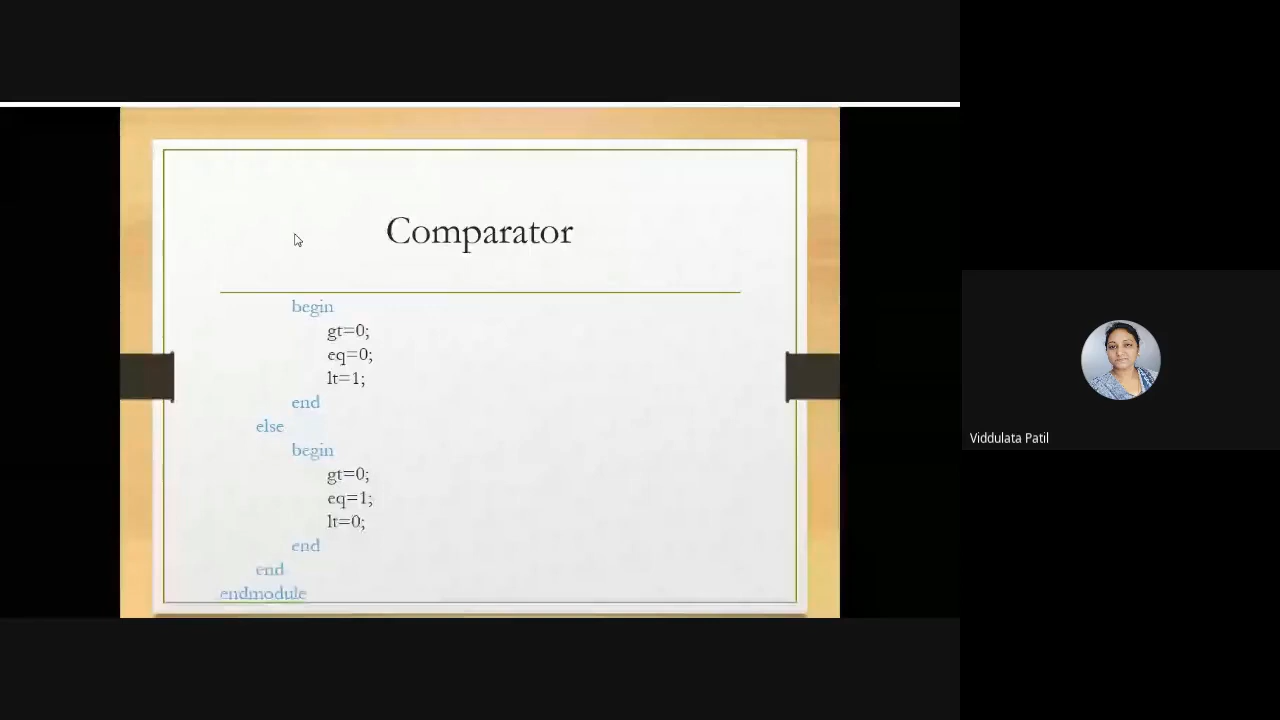 Comparator
begin
gt=0;
eq=0;
lt=1;
end
else
begin
gt=0;
eq=1;
lt=0;
end
end
endmodule
Viddulata Patil